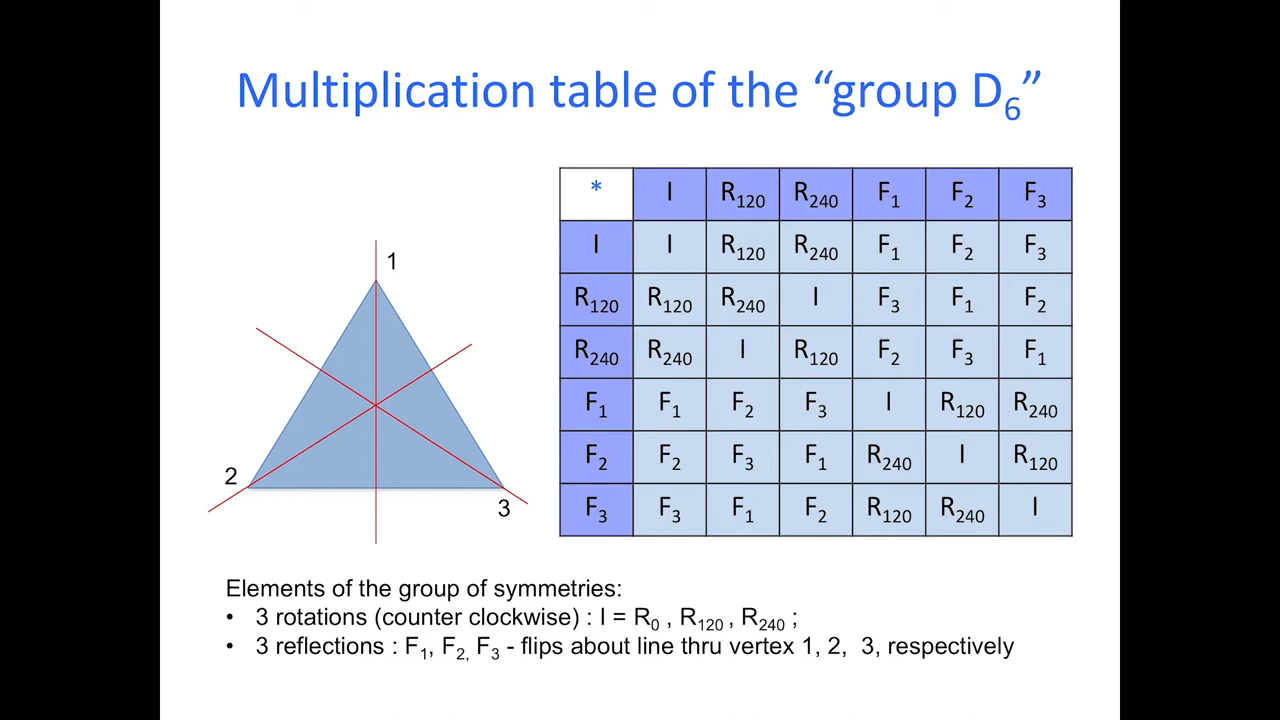 Multiplication table of the “group D₆”
* I R₁₂₀ R₂₄₀ F₁ F₂ F₃
I I R₁₂₀ R₂₄₀ F₁ F₂ F₃
R₁₂₀ R₁₂₀ R₂₄₀ I F₃ F₁ F₂
R₂₄₀ R₂₄₀ I R₁₂₀ F₂ F₃ F₁
F₁ F₁ F₂ F₃ I R₁₂₀ R₂₄₀
F₂ F₂ F₃ F₁ R₂₄₀ I R₁₂₀
F₃ F₃ F₁ F₂ R₁₂₀ R₂₄₀ I
1
2
3
Elements of the group of symmetries:
• 3 rotations (counter clockwise) : I = R₀ , R₁₂₀ , R₂₄₀ ;
• 3 reflections : F₁, F₂, F₃ - flips about line thru vertex 1, 2, 3, respectively